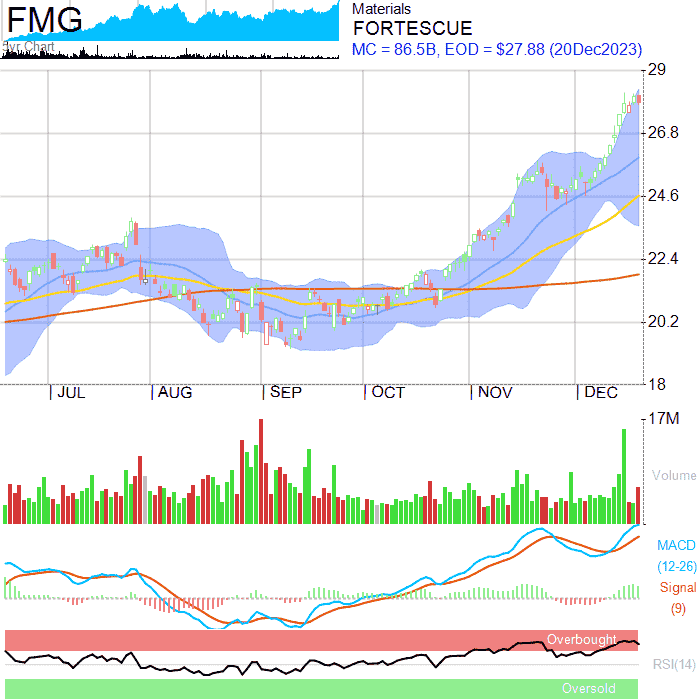 FMG
5yr Chart
Materials
FORTESCUE
MC = 86.5B, EOD = $27.88 (20Dec2023)
29
26.8
24.6
22.4
20.2
18
JUL AUG SEP OCT NOV DEC
17M
Volume
MACD
(12-26)
Signal
(9)
Overbought
RSI(14)
Oversold